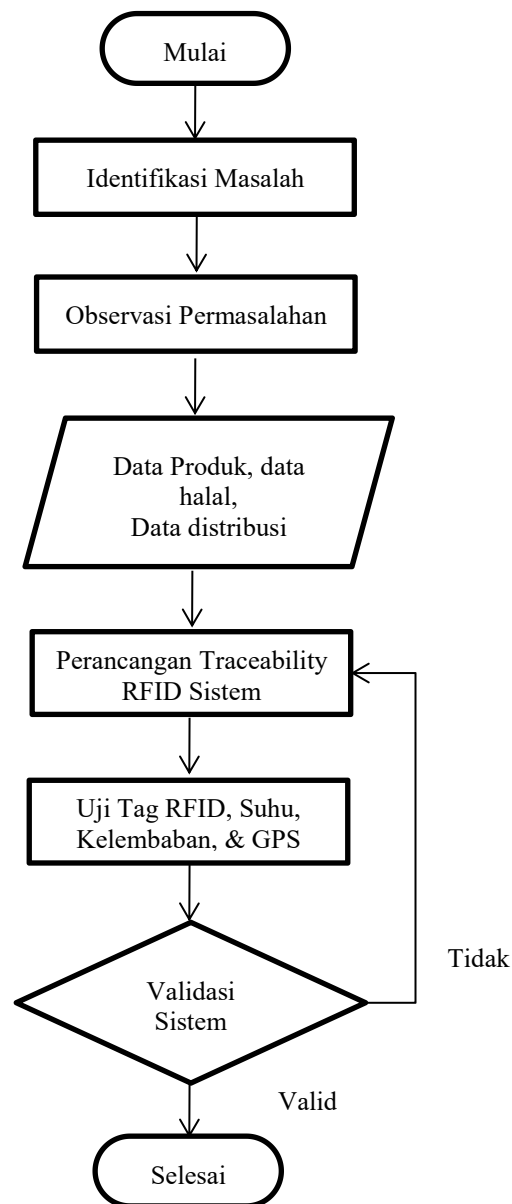 Mulai
Identifikasi Masalah
Observasi Permasalahan
Data Produk, data
halal,
Data distribusi
Perancangan Traceability
RFID Sistem
Uji Tag RFID, Suhu,
Kelembaban, & GPS
Validasi
Sistem
Tidak
Valid
Selesai